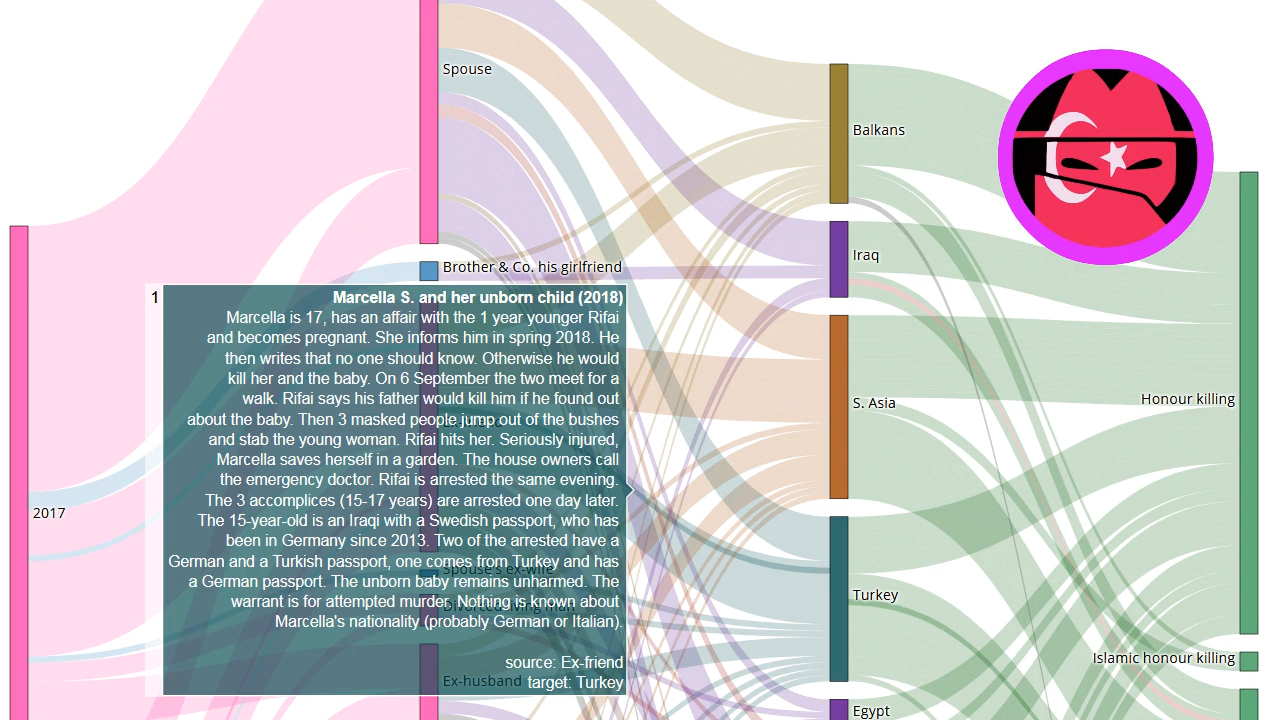 Spouse
Balkans
Iraq
Brother & Co. his girlfriend
1
Marcella S. and her unborn child (2018)
Marcella is 17, has an affair with the 1 year younger Rifai
and becomes pregnant. She informs him in spring 2018. He
then writes that no one should know. Otherwise he would
kill her and the baby. On 6 September the two meet for a
walk. Rifai says his father would kill him if he found out
about the baby. Then 3 masked people jump out of the bushes
and stab the young woman. Rifai hits her. Seriously injured,
Marcella saves herself in a garden. The house owners call
the emergency doctor. Rifai is arrested the same evening.
The 3 accomplices (15-17 years) are arrested one day later.
The 15-year-old is an Iraqi with a Swedish passport, who has
been in Germany since 2013. Two of the arrested have a
German and a Turkish passport, one comes from Turkey and has
a German passport. The unborn baby remains unharmed. The
warrant is for attempted murder. Nothing is known about
Marcella's nationality (probably German or Italian).
source: Ex-friend
target: Turkey
S. Asia
Honour killing
2017
Spouse's ex-wife
Turkey
Divorced living man
Islamic honour killing
Ex-husband
Egypt